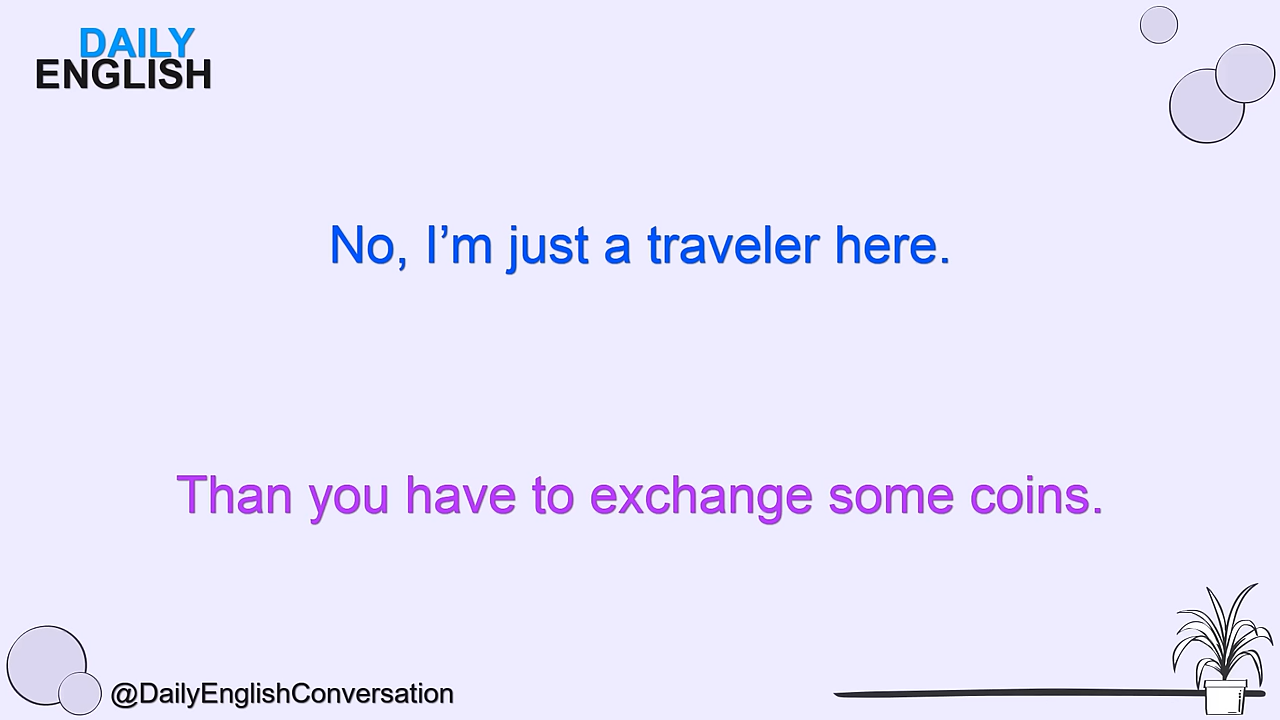 DAILY
ENGLISH
No, I’m just a traveler here.
Than you have to exchange some coins.
@DailyEnglishConversation